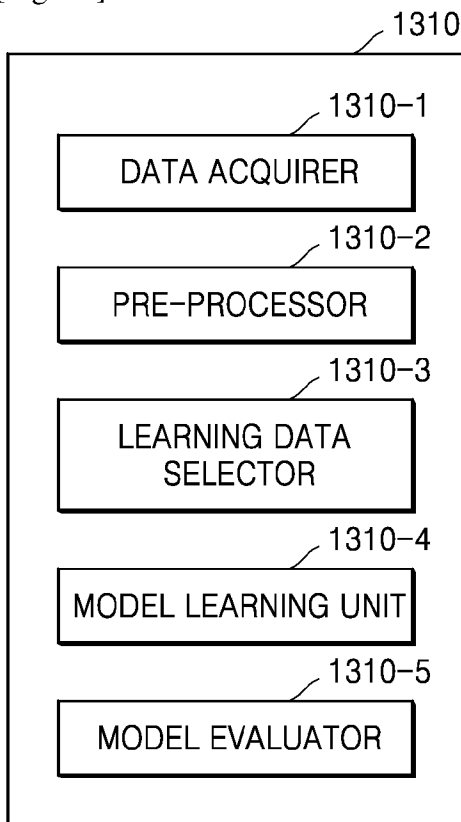 1310
1310-1
DATA ACQUIRER
1310-2
PRE-PROCESSOR
1310-3
LEARNING DATA
SELECTOR
1310-4
MODEL LEARNING UNIT
1310-5
MODEL EVALUATOR